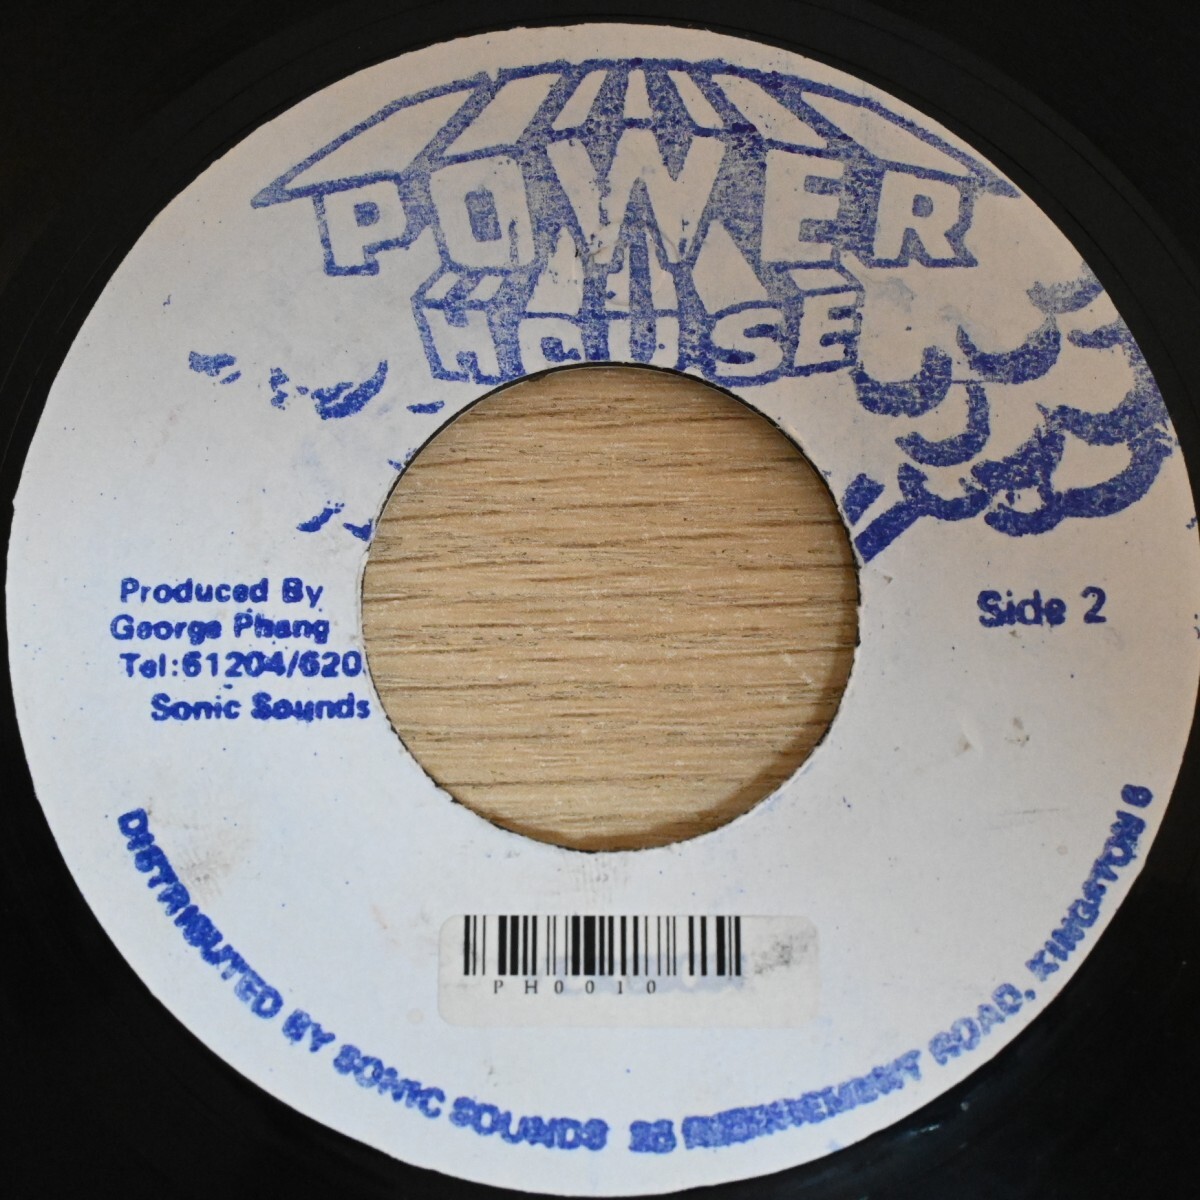 POWER
HOUSE
Produced By
George Phang
Tel:61204/620
Sonic Sounds
Side 2
PH0010
DISTRIBUTED BY SONIC SOUNDS 25 RETIREMENT ROAD, KINGSTON 5